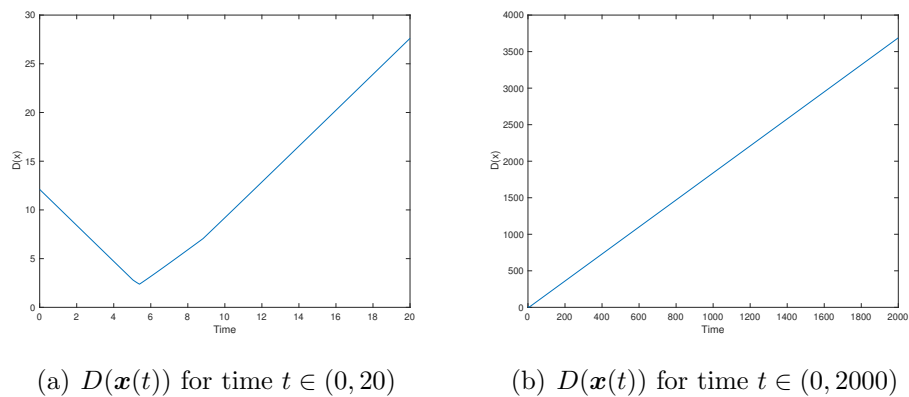 30
25
20
15
10
5
0
D(x)
0 2 4 6 8 10 12 14 16 18 20
Time
4000
3500
3000
2500
2000
1500
1000
500
0
D(x)
0 200 400 600 800 1000 1200 1400 1600 1800 2000
Time
(a) D(x(t)) for time t ∈ (0, 20)
(b) D(x(t)) for time t ∈ (0, 2000)